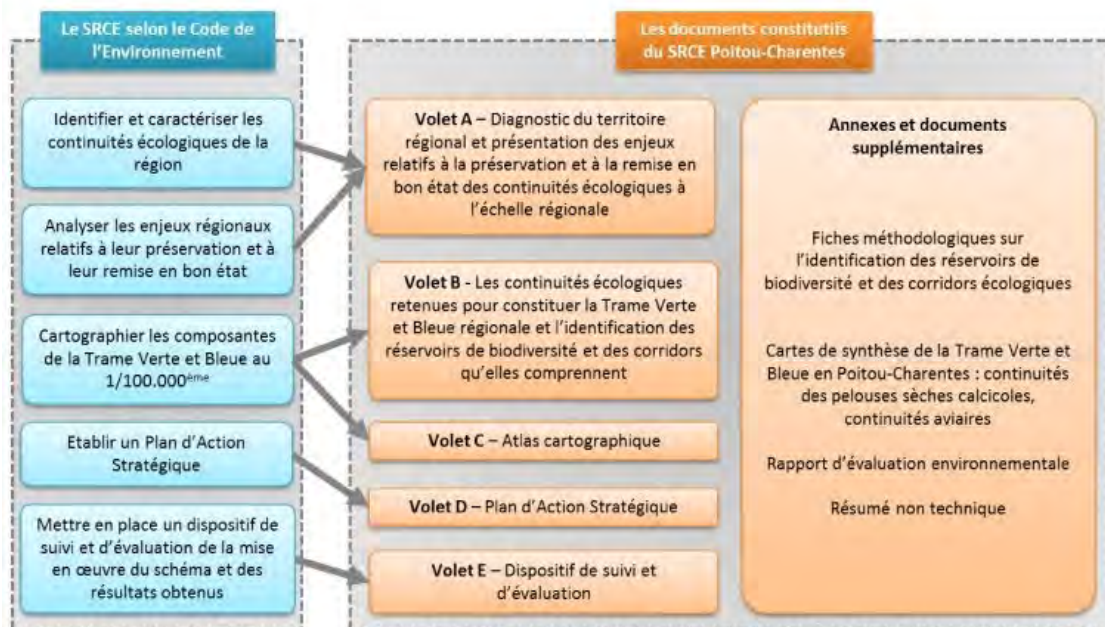 Le SRCE selon le Code de
l'Environnement
Identifier et caractériser les
continuités écologiques de la
région
Analyser les enjeux régionaux
relatifs à leur préservation et à
leur remise en bon état
Cartographier les composantes
de la Trame Verte et Bleue au
1/100.000ème
Etablir un Plan d'Action
Stratégique
Mettre en place un dispositif de
suivi et d'évaluation de la mise
en œuvre du schéma et des
résultats obtenus
Les documents constitutifs
du SRCE Poitou-Charentes
Volet A – Diagnostic du territoire
régional et présentation des enjeux
relatifs à la préservation et à la remise en
bon état des continuités écologiques à
l'échelle régionale
Volet B - Les continuités écologiques
retenues pour constituer la Trame Verte
et Bleue régionale et l'identification des
réservoirs de biodiversité et des corridors
qu'elles comprennent
Volet C – Atlas cartographique
Volet D – Plan d'Action Stratégique
Volet E – Dispositif de suivi et
d'évaluation
Annexes et documents
supplémentaires
Fiches méthodologiques sur
l'identification des réservoirs de
biodiversité et des corridors écologiques
Cartes de synthèse de la Trame Verte et
Bleue en Poitou-Charentes : continuités
des pelouses sèches calcicoles,
continuités aviaires
Rapport d'évaluation environnementale
Résumé non technique